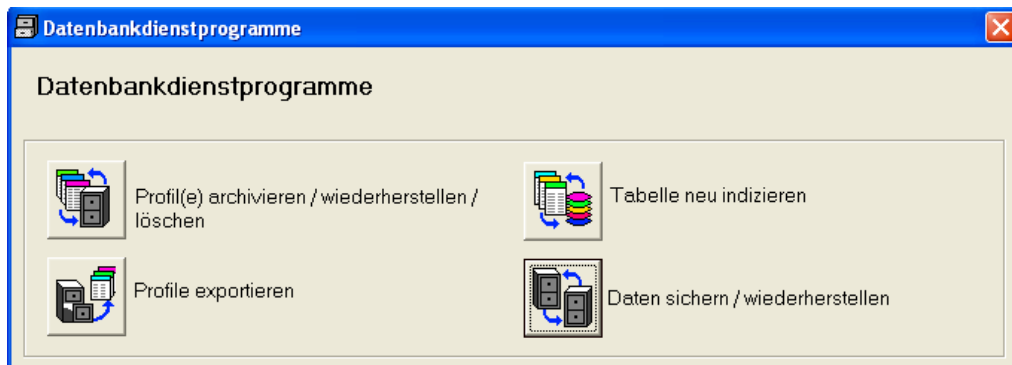 Datenbankdienstprogramme
Datenbankdienstprogramme
Profil(e) archivieren / wiederherstellen /
löschen
Tabelle neu indizieren
Profile exportieren
Daten sichern / wiederherstellen